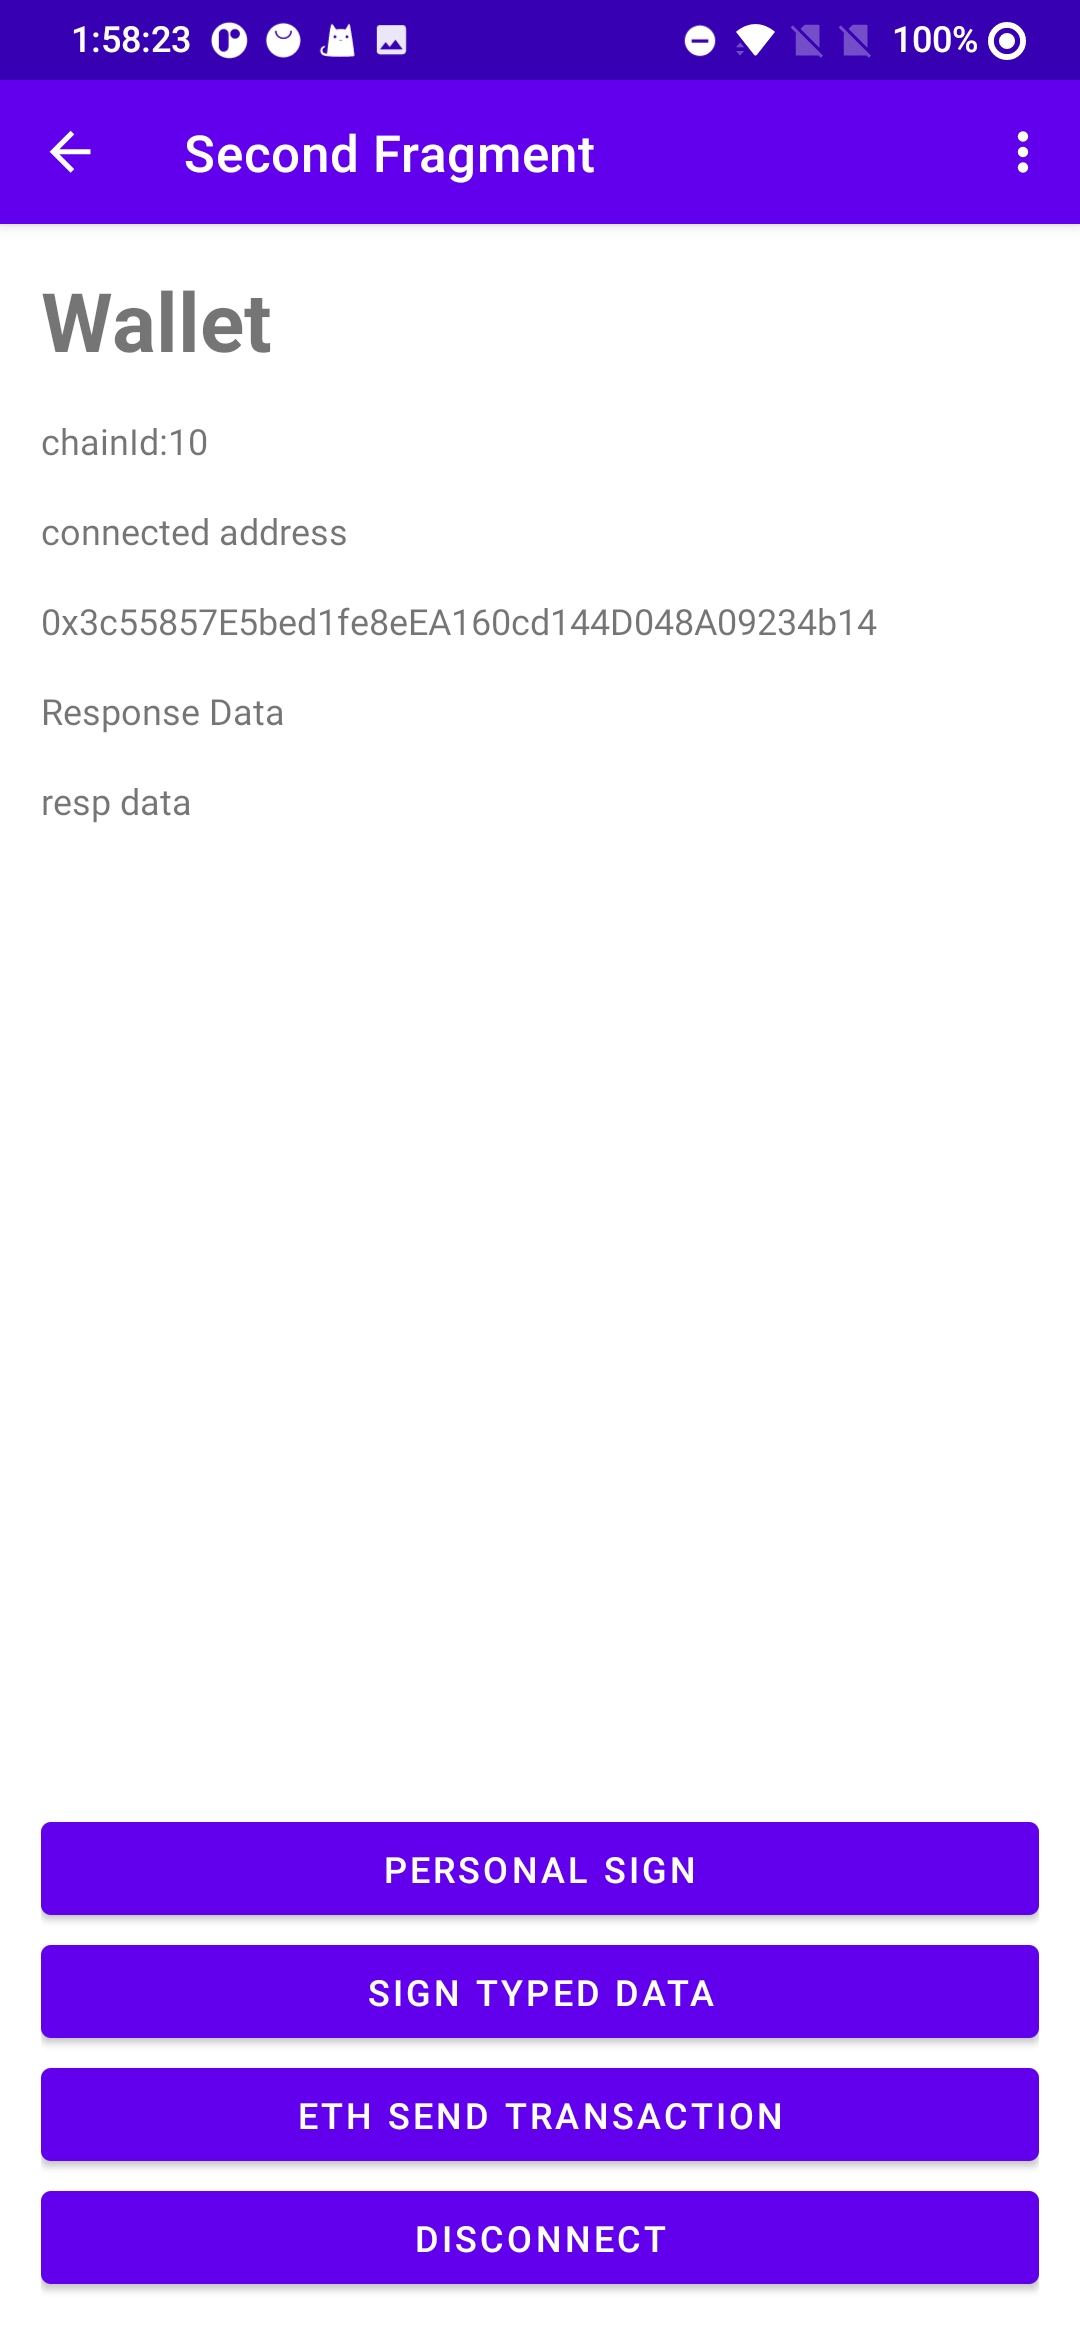 1:58:23
100%
Second Fragment
Wallet
chainId:10
connected address
0x3c55857E5bed1fe8eEA160cd144D048A09234b14
Response Data
resp data
PERSONAL SIGN
SIGN TYPED DATA
ETH SEND TRANSACTION
DISCONNECT